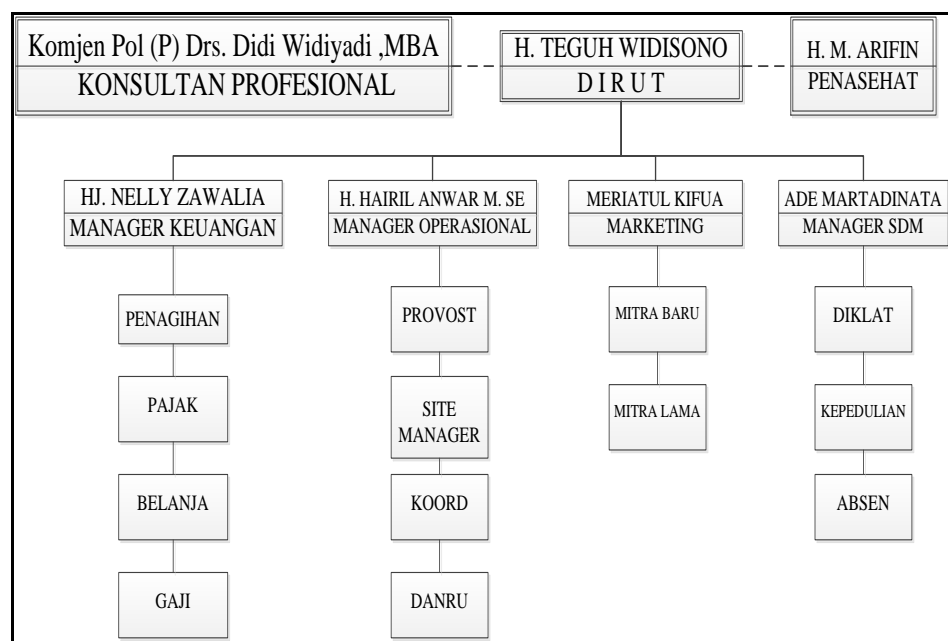 Komjen Pol (P) Drs. Didi Widiyadi ,MBA
KONSULTAN PROFESIONAL
H. TEGUH WIDISONO
D I R U T
H. M. ARIFIN
PENASEHAT
HJ. NELLY ZAWALIA
MANAGER KEUANGAN
H. HAIRIL ANWAR M. SE
MANAGER OPERASIONAL
MERIATUL KIFUA
MARKETING
ADE MARTADINATA
MANAGER SDM
PENAGIHAN
PAJAK
BELANJA
GAJI
PROVOST
SITE
MANAGER
KOORD
DANRU
MITRA BARU
MITRA LAMA
DIKLAT
KEPEDULIAN
ABSEN